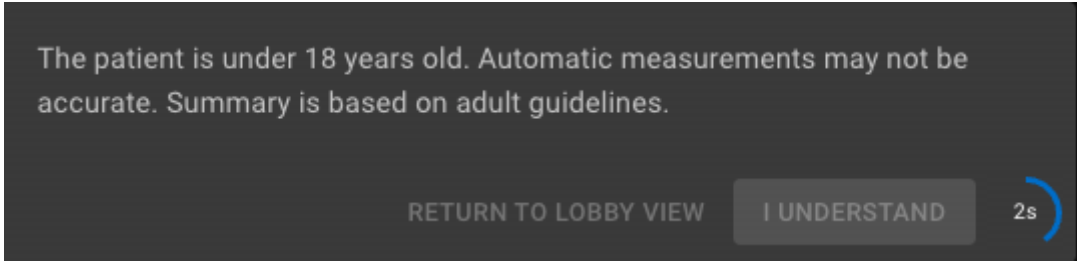 The patient is under 18 years old. Automatic measurements may not be
accurate. Summary is based on adult guidelines.
RETURN TO LOBBY VIEW I UNDERSTAND 2s